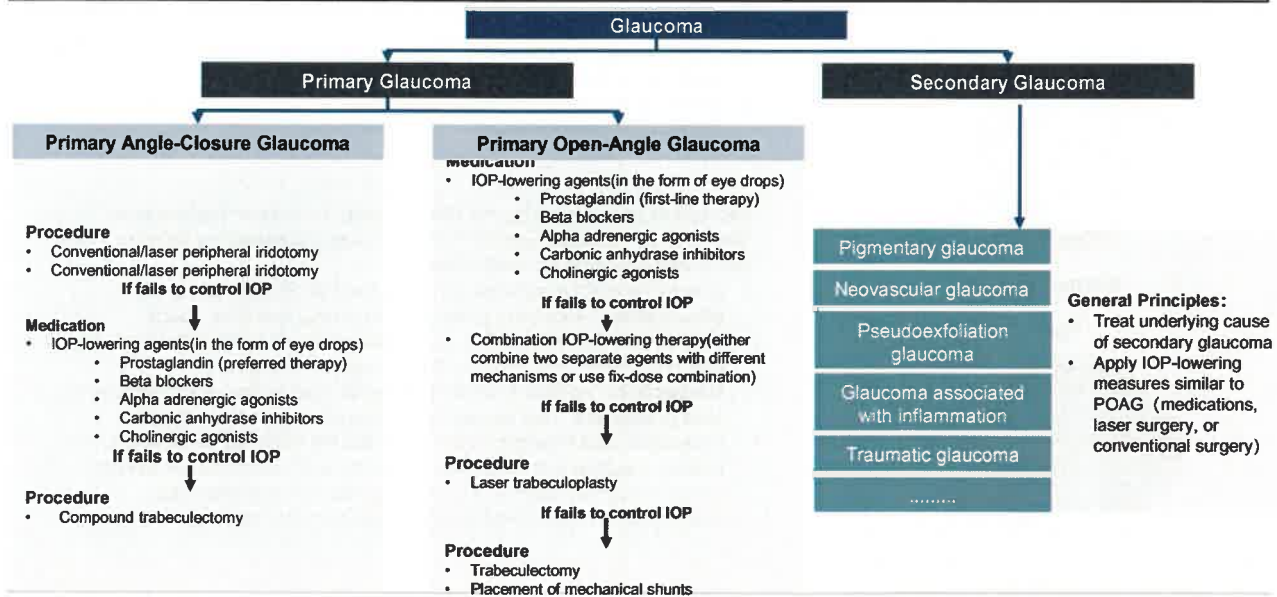 Glaucoma
Primary Glaucoma
Secondary Glaucoma
Primary Angle-Closure Glaucoma
Procedure
• Conventional/laser peripheral iridotomy
• Conventional/laser peripheral iridotomy
If fails to control IOP
Medication
• IOP-lowering agents(in the form of eye drops)
• Prostaglandin (preferred therapy)
• Beta blockers
• Alpha adrenergic agonists
• Carbonic anhydrase inhibitors
• Cholinergic agonists
If fails to control IOP
Procedure
• Compound trabeculectomy
Primary Open-Angle Glaucoma
Medication
• IOP-lowering agents(in the form of eye drops)
• Prostaglandin (first-line therapy)
• Beta blockers
• Alpha adrenergic agonists
• Carbonic anhydrase inhibitors
• Cholinergic agonists
If fails to control IOP
• Combination IOP-lowering therapy(either
combine two separate agents with different
mechanisms or use fix-dose combination)
If fails to control IOP
Procedure
• Laser trabeculoplasty
If fails to control IOP
Procedure
• Trabeculectomy
• Placement of mechanical shunts
Pigmentary glaucoma
Neovascular glaucoma
Pseudoexfoliation
glaucoma
Glaucoma associated
with inflammation
Traumatic glaucoma
.........
General Principles:
• Treat underlying cause
of secondary glaucoma
• Apply IOP-lowering
measures similar to
POAG (medications,
laser surgery, or
conventional surgery)